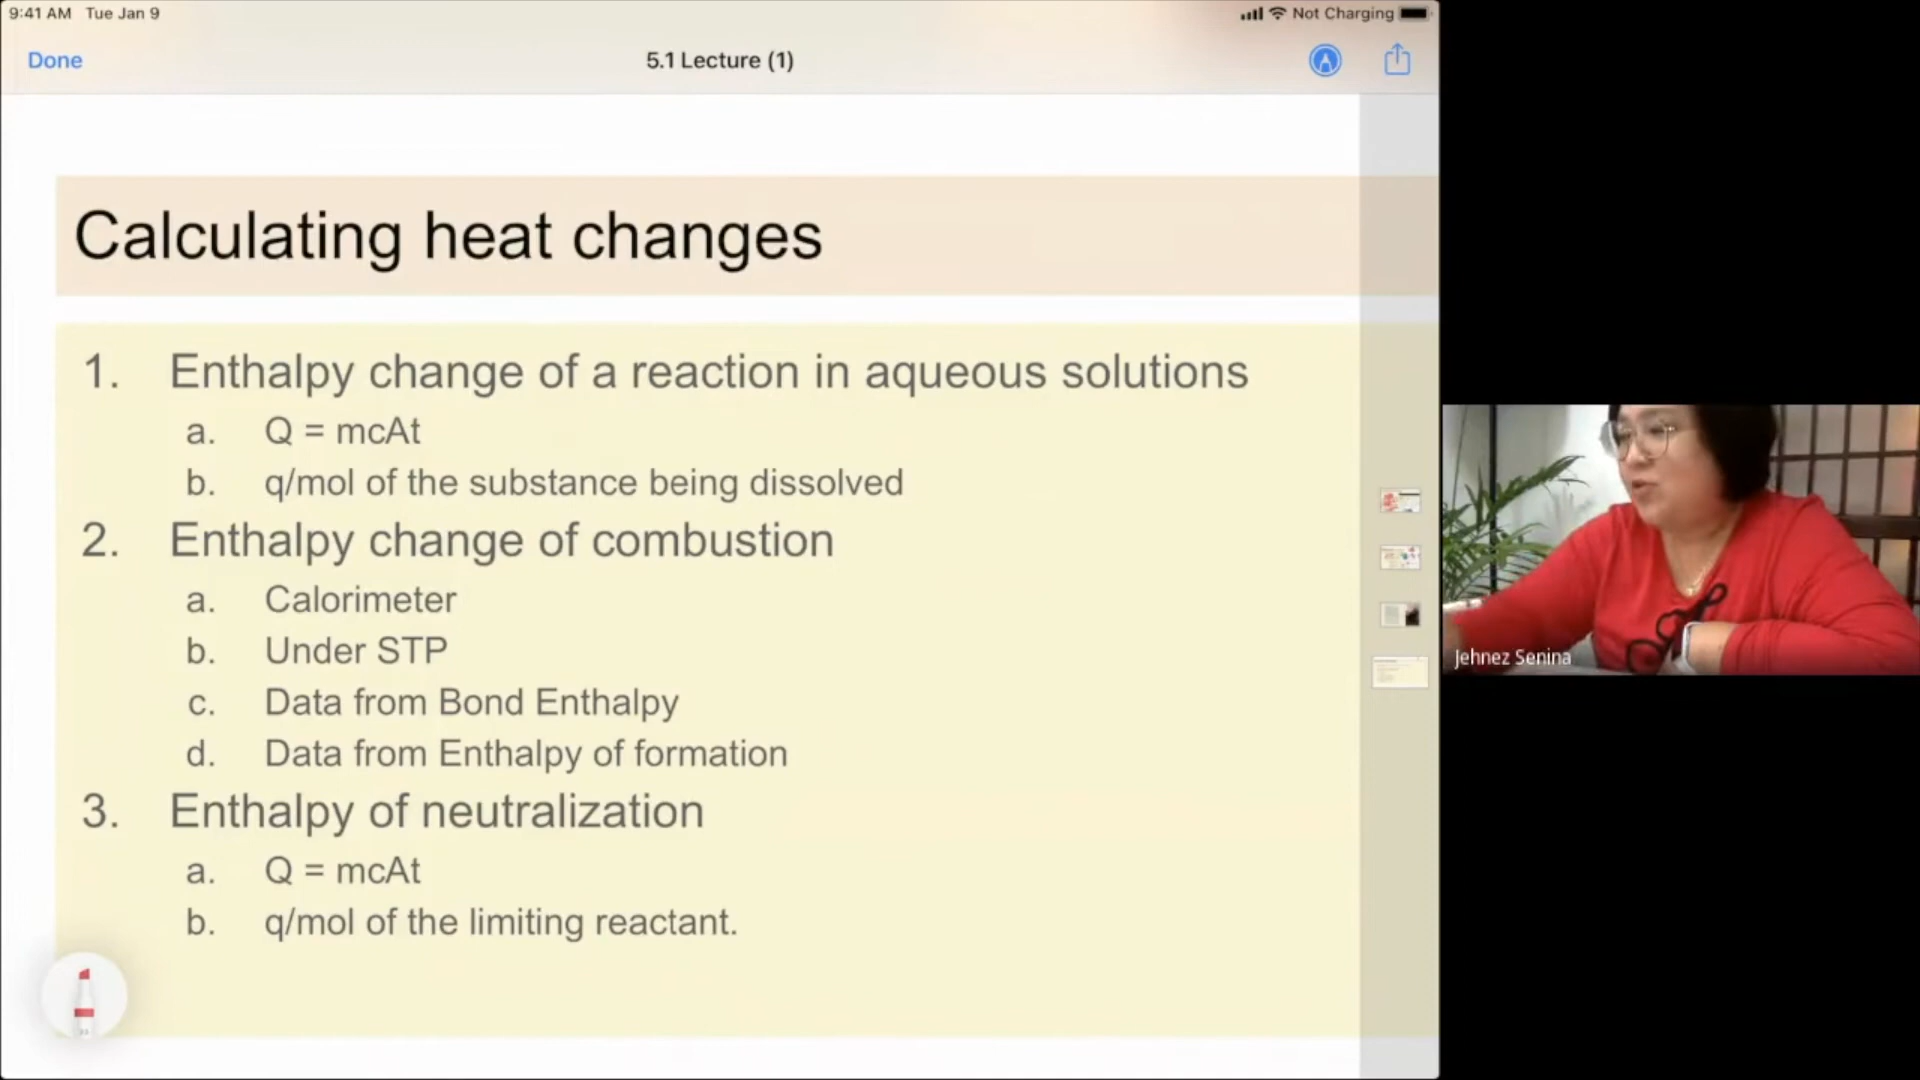 9:41 AM Tue Jan 9
Not Charging
Done
5.1 Lecture (1)
Calculating heat changes
1. Enthalpy change of a reaction in aqueous solutions
a. Q = mcAt
b. q/mol of the substance being dissolved
2. Enthalpy change of combustion
a. Calorimeter
b. Under STP
c. Data from Bond Enthalpy
d. Data from Enthalpy of formation
3. Enthalpy of neutralization
a. Q = mcAt
b. q/mol of the limiting reactant.
Jehnez Senina